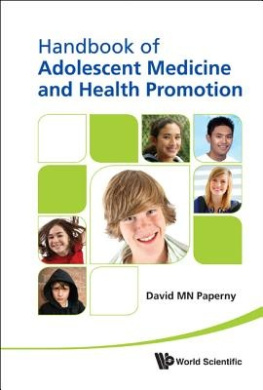 Handbook of
Adolescent Medicine
and Health Promotion
David MN Paperny
World Scientific